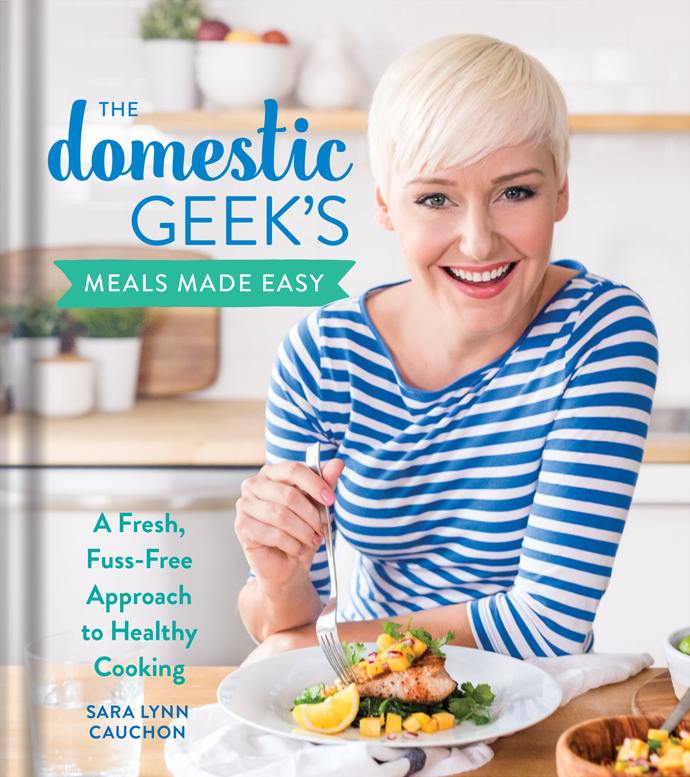 THE
domestic
GEEK'S
MEALS MADE EASY
A Fresh,
Fuss-Free
Approach
to Healthy
Cooking
SARA LYNN
CAUCHON